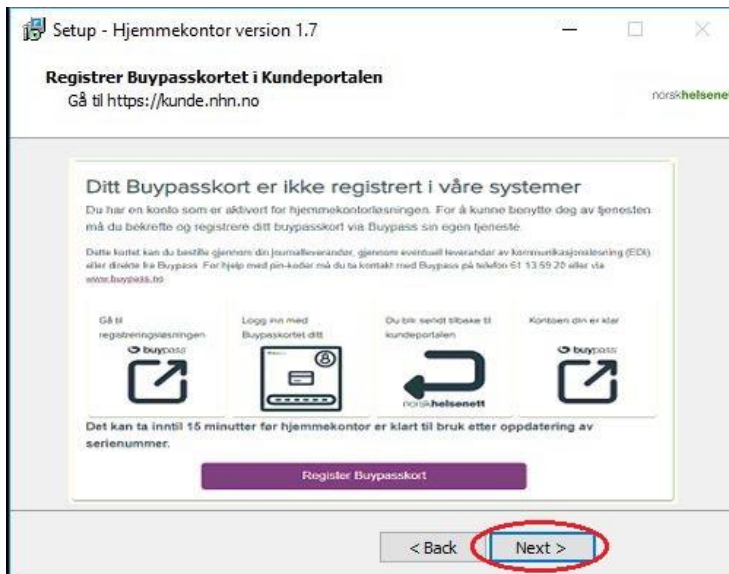 Setup - Hjemmekontor version 1.7
Registrer Buypasskortet i Kundeportalen
Gå til https://kunde.nhn.no
norskhelsenet
Ditt Buypasskort er ikke registrert i våre systemer
Du har en konto som er aktivert for hjemmekontorløsningen. For å kunne benytte deg av tjenesten
må du bekrefte og registrere ditt buypasskort via Buypass sin egen tjeneste.
Dette kortet kan du bestille gjennom din journalleverandør, gjennom eventuell leverandør av kommunikasjonsløsning (EDI)
eller direkte fra Buypass. For hjelp med pin-koder må du ta kontakt med Buypass på telefon 61 13 59 20 eller via
www.buypass.no
Gå til
registreringsløsningen
buypass
Logg inn med
Buypasskortet ditt
Du blir sendt tilbake til
kundeportalen
norskhelsenett
Kontoen din er klar
buypass
Det kan ta inntil 15 minutter før hjemmekontor er klart til bruk etter oppdatering av
serienummer.
Register Buypasskort
< Back
Next >